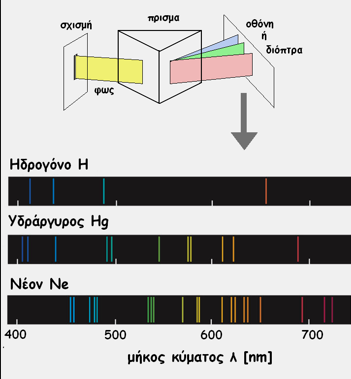 σχισμή
πρισμα
οθόνη
ή
διόπτρα
φως
Ηδρογόνο H
Υδράργυρος Hg
Νέον Ne
400 500 600 700
μήκος κύματος λ [nm]